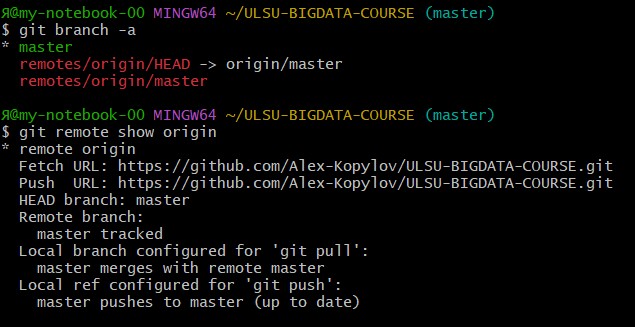 Я@my-notebook-00 MINGW64 ~/ULSU-BIGDATA-COURSE (master)
$ git branch -a
* master
  remotes/origin/HEAD -> origin/master
  remotes/origin/master

Я@my-notebook-00 MINGW64 ~/ULSU-BIGDATA-COURSE (master)
$ git remote show origin
* remote origin
  Fetch URL: https://github.com/Alex-Kopylov/ULSU-BIGDATA-COURSE.git
  Push  URL: https://github.com/Alex-Kopylov/ULSU-BIGDATA-COURSE.git
  HEAD branch: master
  Remote branch:
    master tracked
  Local branch configured for 'git pull':
    master merges with remote master
  Local ref configured for 'git push':
    master pushes to master (up to date)